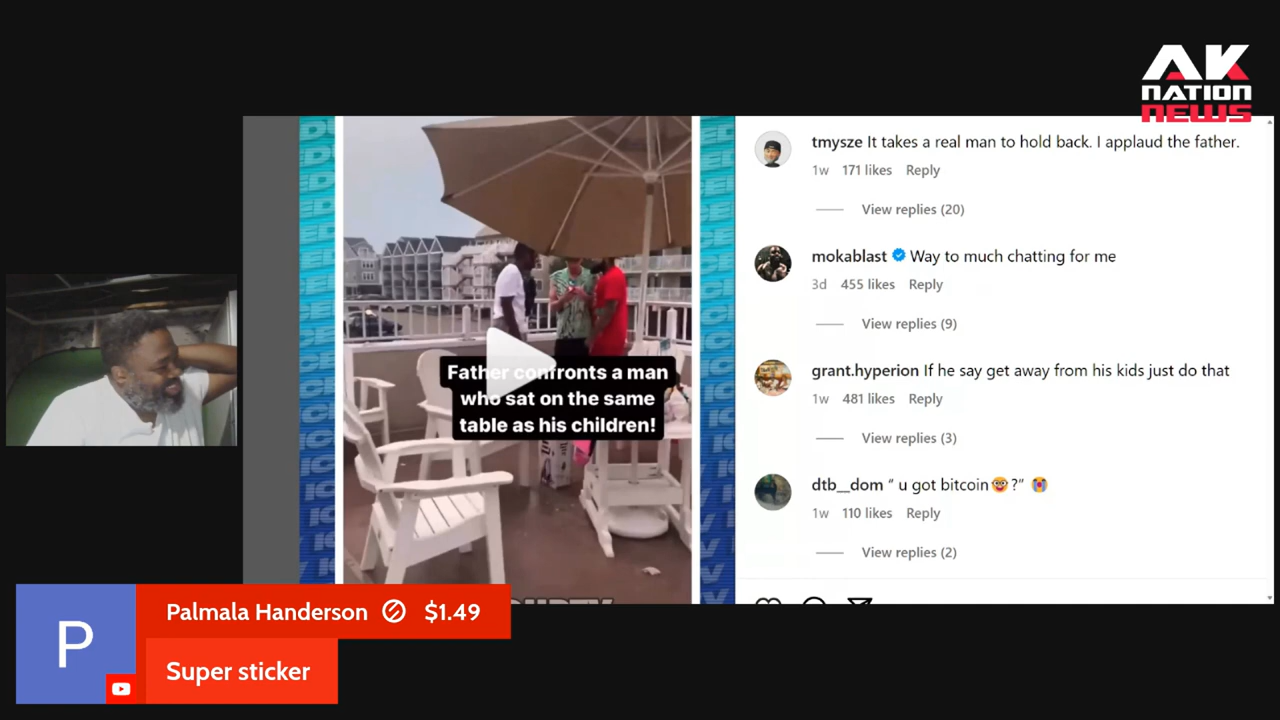 AK
NATION
NEWS
tmysze It takes a real man to hold back. I applaud the father.
1w 171 likes Reply
View replies (20)
mokablast Way to much chatting for me
3d 455 likes Reply
View replies (9)
grant.hyperion If he say get away from his kids just do that
1w 481 likes Reply
View replies (3)
dtb__dom “ u got bitcoin🤓?” 😭
1w 110 likes Reply
View replies (2)
Father confronts a man
who sat on the same
table as his children!
P
Palmala Handerson $1.49
Super sticker